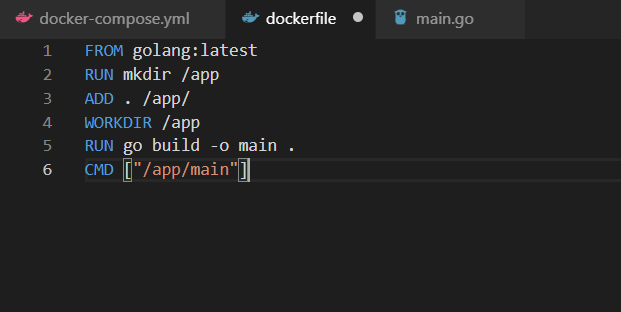 docker-compose.yml dockerfile main.go
1 FROM golang:latest
2 RUN mkdir /app
3 ADD . /app/
4 WORKDIR /app
5 RUN go build -o main .
6 CMD ["/app/main"]